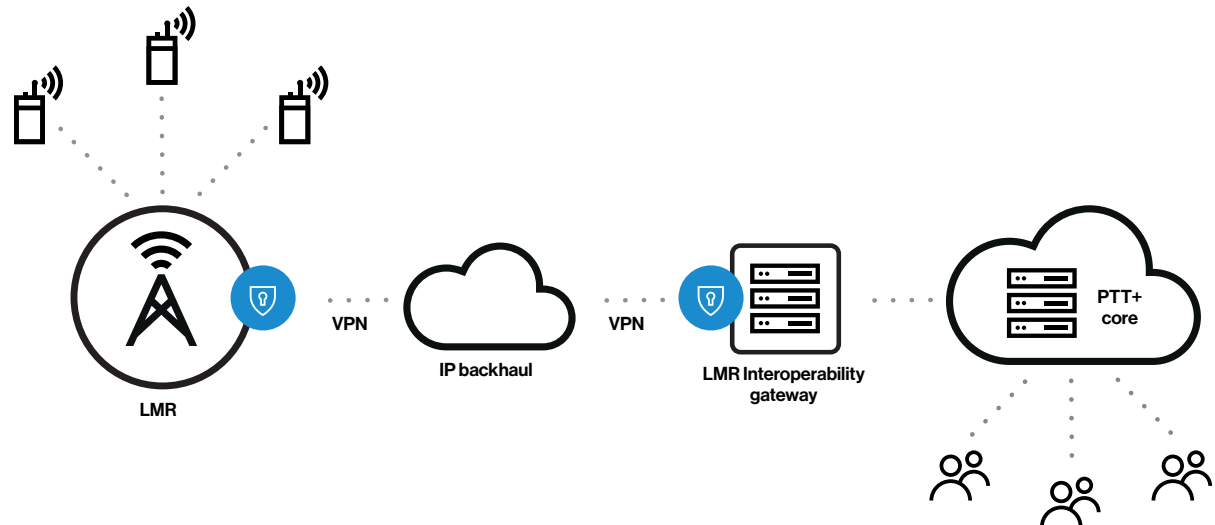 LMR
VPN
IP backhaul
VPN
LMR Interoperability
gateway
PTT+
core